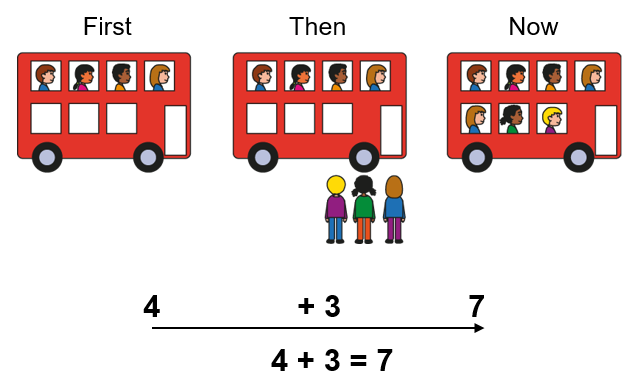 First Then Now
4 + 3 7
4 + 3 = 7